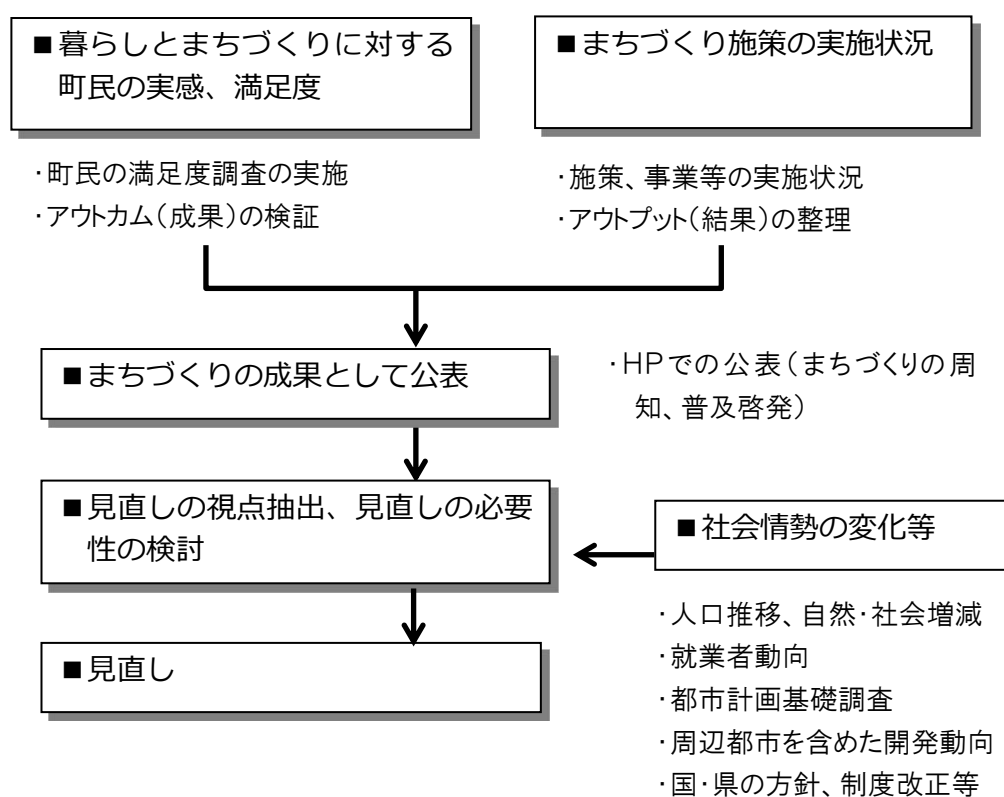 ■暮らしとまちづくりに対する
町民の実感、満足度
・町民の満足度調査の実施
・アウトカム(成果)の検証
■まちづくり施策の実施状況
・施策、事業等の実施状況
・アウトプット(結果)の整理
■まちづくりの成果として公表
・HPでの公表(まちづくりの周
知、普及啓発)
■見直しの視点抽出、見直しの必要
性の検討
■社会情勢の変化等
・人口推移、自然・社会増減
・就業者動向
・都市計画基礎調査
・周辺都市を含めた開発動向
・国・県の方針、制度改正等
■見直し